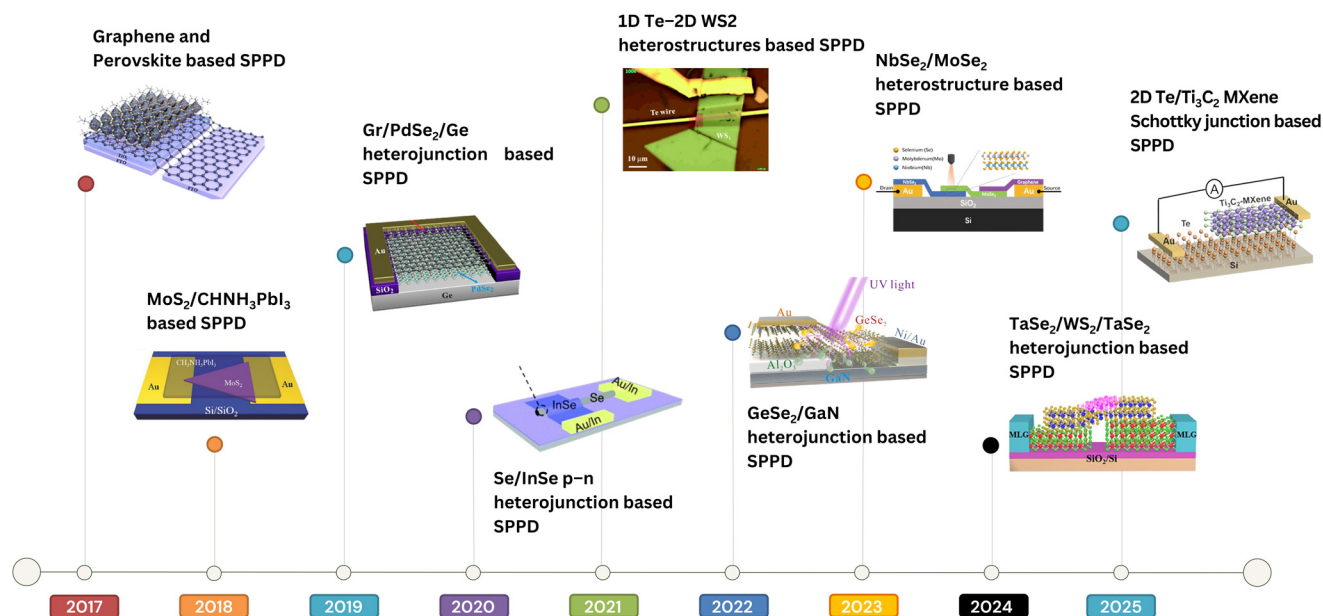 Graphene and
Perovskite based SPPD
TiO₂
FTO
FTO
MoS₂/CHNH₃PbI₃
based SPPD
CH₃NH₃PbI₃
Au
MoS₂
Au
Si/SiO₂
Gr/PdSe₂/Ge
heterojunction based
SPPD
Au
SiO₂
PdSe₂
Ge
Se/InSe p–n
heterojunction based
SPPD
InSe
Se
Au/In
Au/In
1D Te–2D WS2
heterostructures based SPPD
Te wire
WS₂
10 μm
GeSe₂/GaN
heterojunction based
SPPD
UV light
Au
GeSe₂
Ni/Au
Al₂O₃
GaN
NbSe₂/MoSe₂
heterostructure based
SPPD
Selenium (Se)
Molybdenum(Mo)
Niobium(Nb)
NbSe₂
Graphene
Drain
Au
MoSe₂
Au
Source
SiO₂
Si
TaSe₂/WS₂/TaSe₂
heterojunction based
SPPD
MLG
MLG
SiO₂/Si
2D Te/Ti₃C₂ MXene
Schottky junction based
SPPD
A
Ti₃C₂-MXene
Au
Te
Au
Si
2017
2018
2019
2020
2021
2022
2023
2024
2025